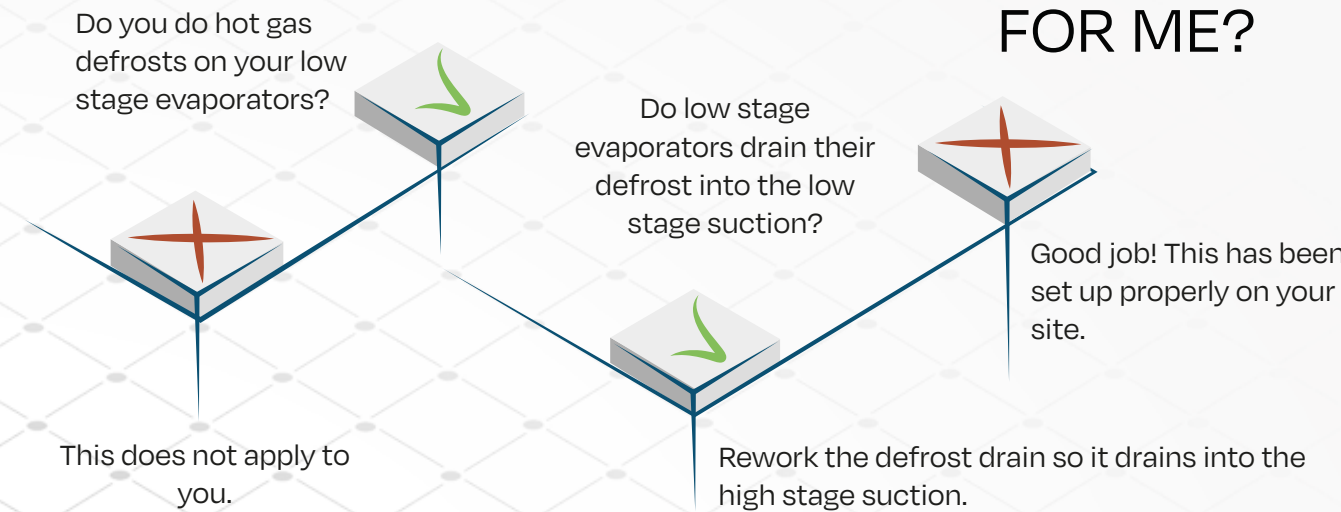 FOR ME?
Do you do hot gas
defrosts on your low
stage evaporators?
Do low stage
evaporators drain their
defrost into the low
stage suction?
Good job! This has been
set up properly on your
site.
This does not apply to
you.
Rework the defrost drain so it drains into the
high stage suction.